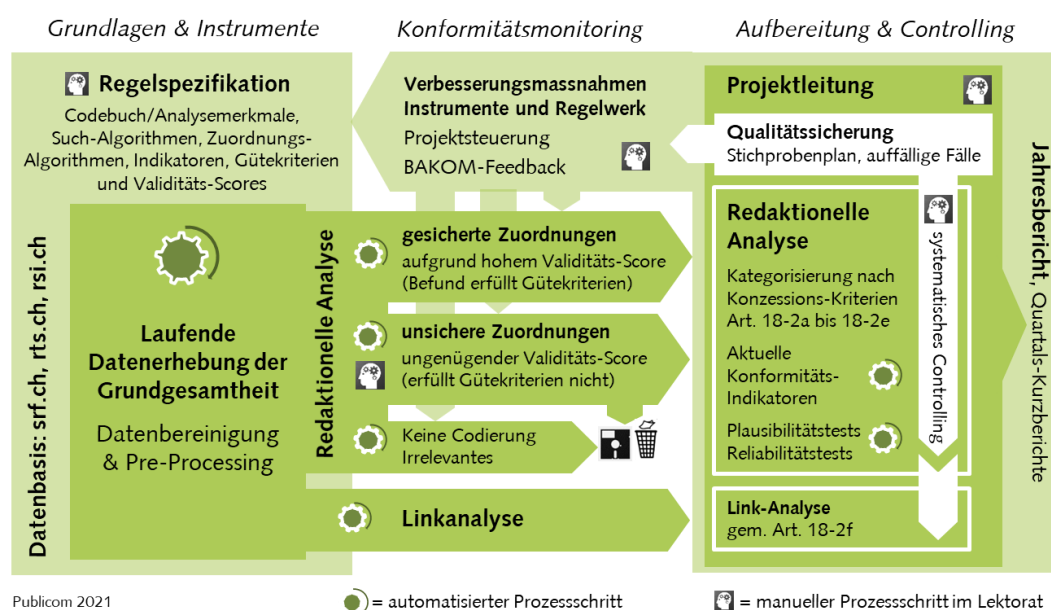 Grundlagen & Instrumente
Konformitätsmonitoring
Aufbereitung & Controlling
Regelspezifikation
Codebuch/Analysemerkmale,
Such-Algorithmen, Zuordnungs-
Algorithmen, Indikatoren, Gütekriterien
und Validitäts-Scores
Datenbasis: srf.ch, rts.ch, rsi.ch
Laufende
Datenerhebung der
Grundgesamtheit
Datenbereinigung
& Pre-Processing
Verbesserungsmassnahmen
Instrumente und Regelwerk
Projektsteuerung
BAKOM-Feedback
Redaktionelle Analyse
gesicherte Zuordnungen
aufgrund hohem Validitäts-Score
(Befund erfüllt Gütekriterien)
unsichere Zuordnungen
ungenügender Validitäts-Score
(erfüllt Gütekriterien nicht)
Keine Codierung
Irrelevantes
Linkanalyse
Projektleitung
Qualitätssicherung
Stichprobenplan, auffällige Fälle
Redaktionelle
Analyse
Kategorisierung nach
Konzessions-Kriterien
Art. 18-2a bis 18-2e
Aktuelle
Konformitäts-
Indikatoren
Plausibilitätstests
Reliabilitätstests
systematisches Controlling
Link-Analyse
gem. Art. 18-2f
Jahresbericht, Quartals-Kurzberichte
Publicom 2021
= automatisierter Prozessschritt
= manueller Prozessschritt im Lektorat